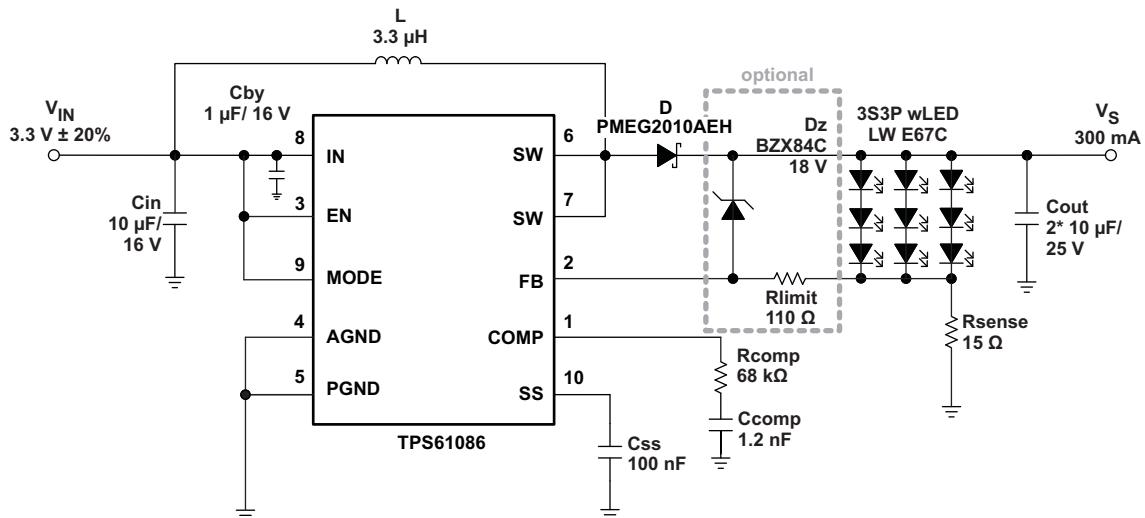 L
3.3 µH
optional
Cby
1 µF/ 16 V
VIN
3.3 V ± 20%
D
PMEG2010AEH
Dz
BZX84C
18 V
3S3P wLED
LW E67C
VS
300 mA
8
IN
SW
6
3
EN
SW
7
Cin
10 µF/
16 V
Cout
2* 10 µF/
25 V
9
MODE
FB
2
Rlimit
110 Ω
4
AGND
COMP
1
Rsense
15 Ω
Rcomp
68 kΩ
5
PGND
SS
10
Ccomp
1.2 nF
TPS61086
Css
100 nF